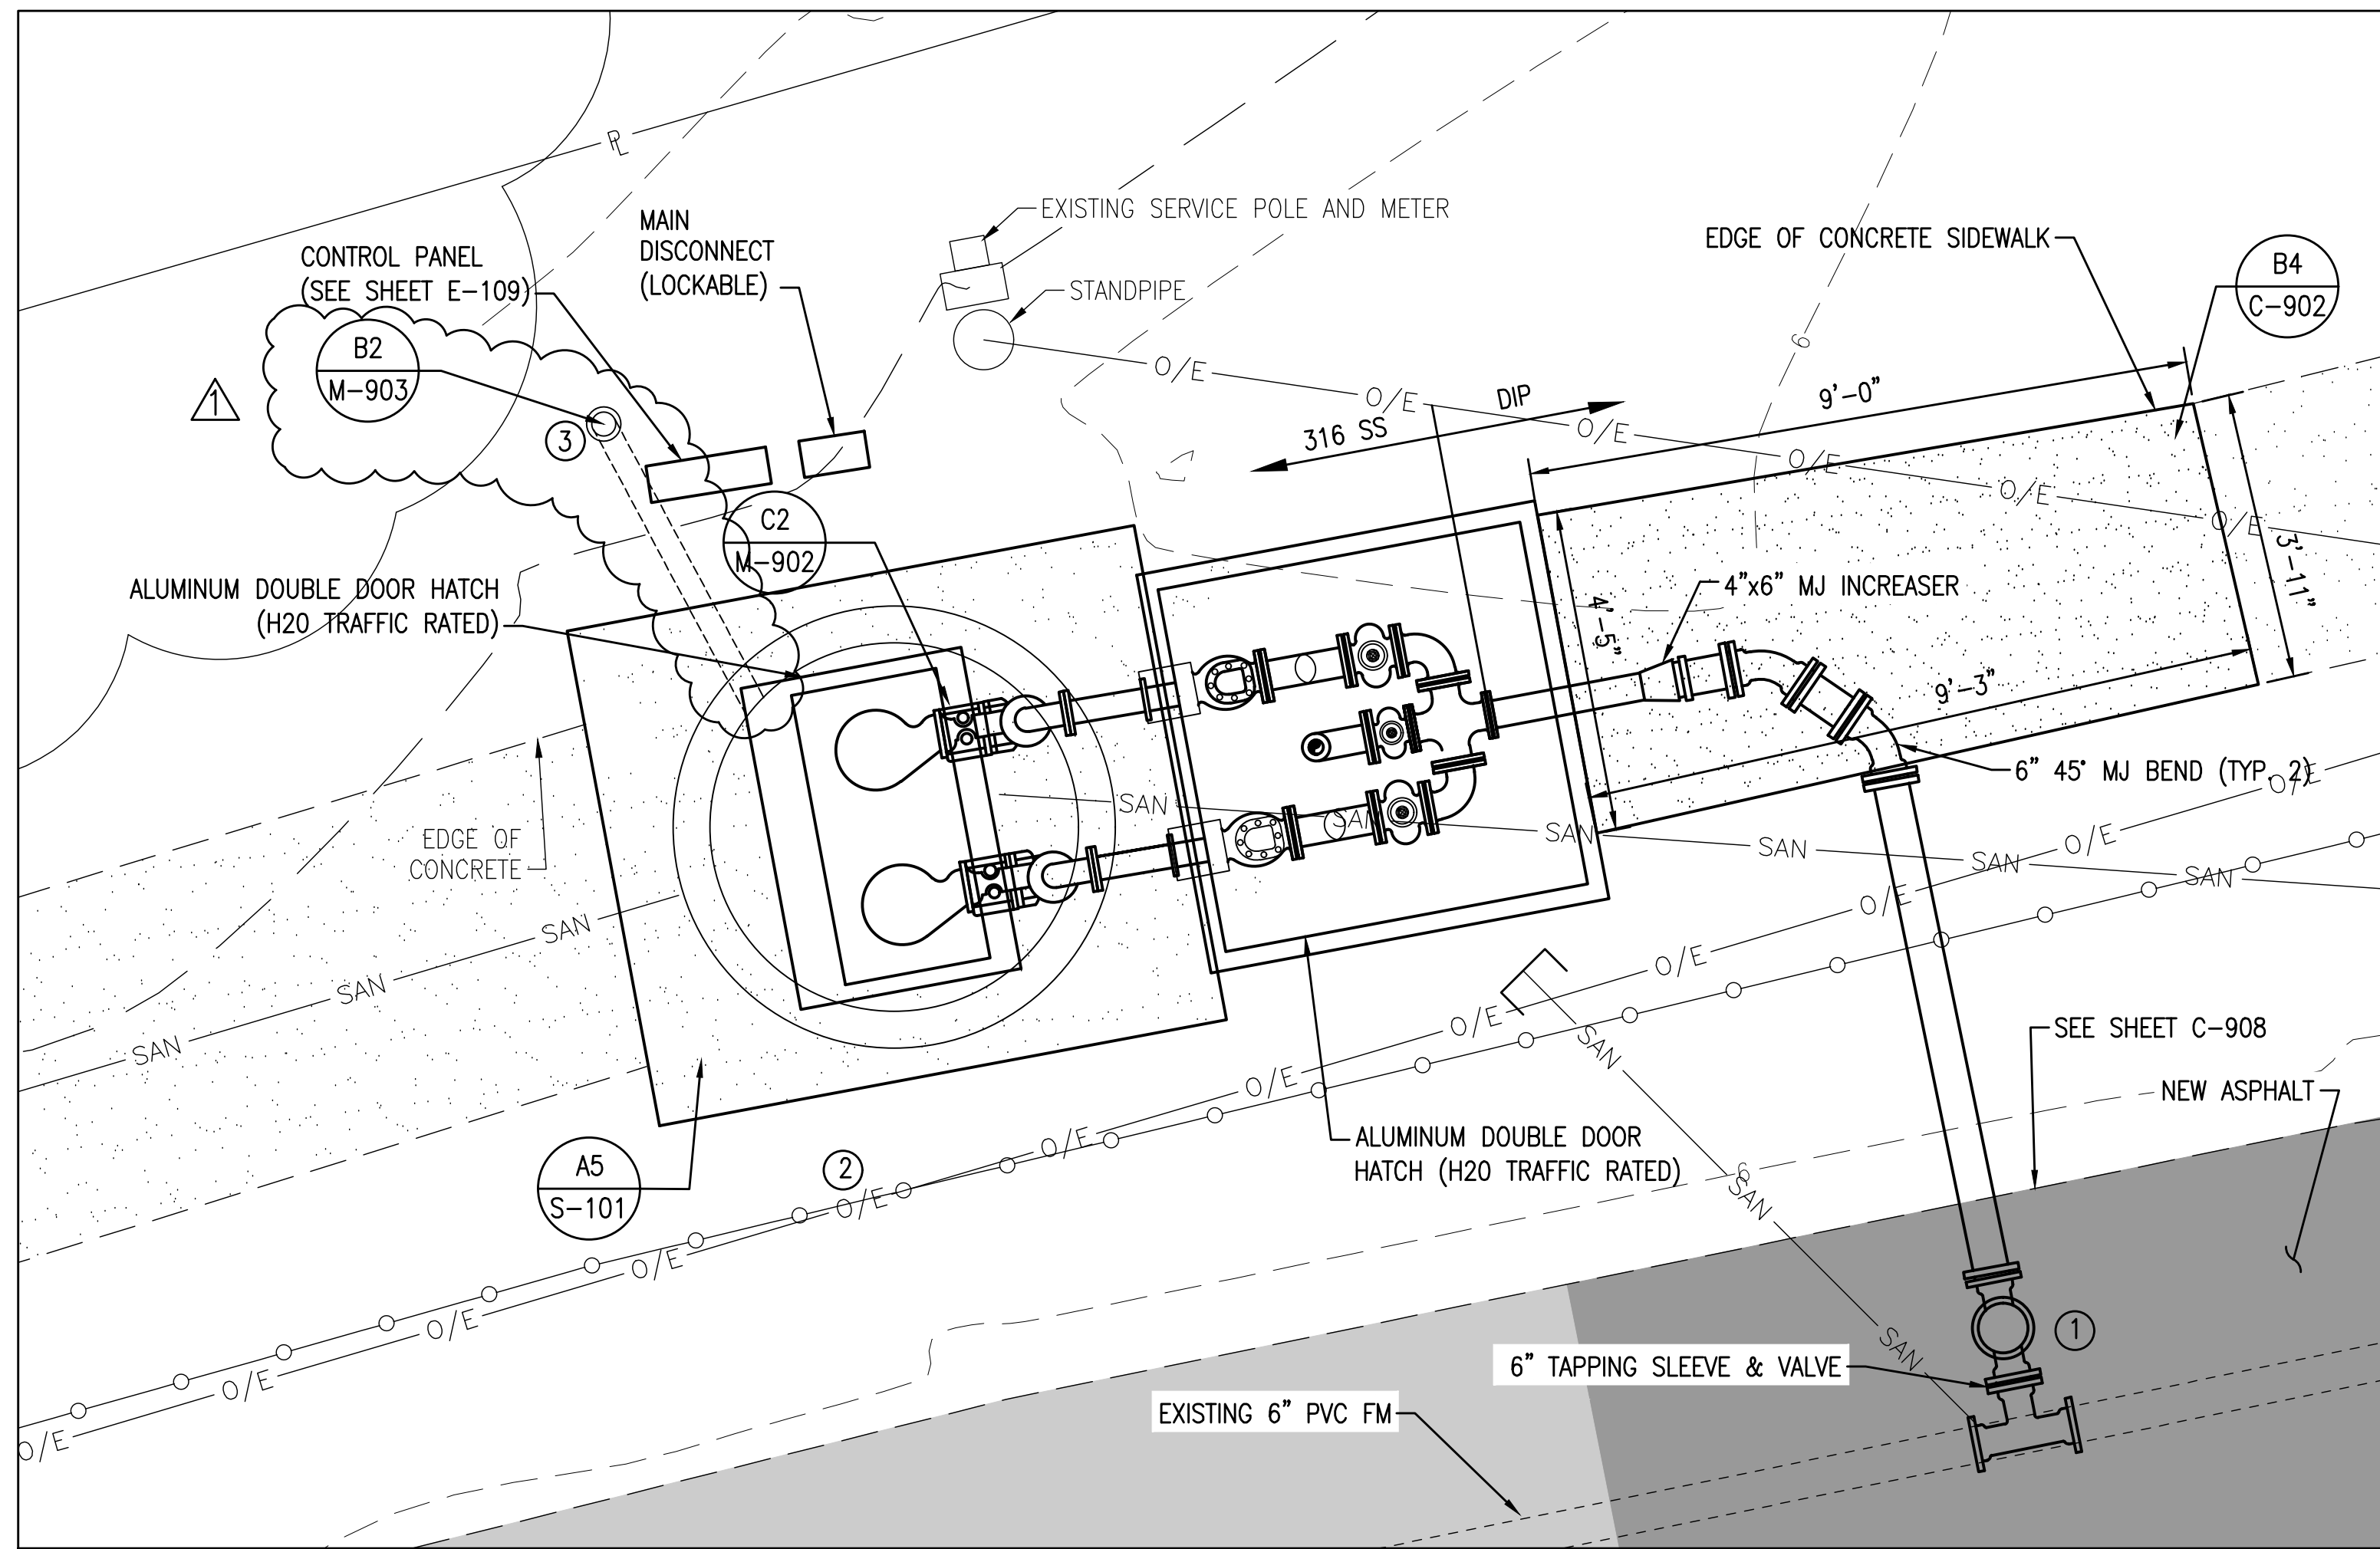 PL
EXISTING SERVICE POLE AND METER
STANDPIPE
MAIN
DISCONNECT
(LOCKABLE)
CONTROL PANEL
(SEE SHEET E-109)
B2
M-903
1
3
EDGE OF CONCRETE SIDEWALK
B4
C-902
6
O/E
O/E
O/E
O/E
O/E
O/E
DIP
316 SS
9'-0"
3'-11"
4'-5"
9'-3"
C2
M-902
ALUMINUM DOUBLE DOOR HATCH
(H20 TRAFFIC RATED)
4"x6" MJ INCREASER
6" 45° MJ BEND (TYP. 2)
EDGE OF
CONCRETE
SAN
SAN
SAN
SAN
SAN
SAN
SAN
SAN
SAN
O/E
O/E
O/E
O/E
O/E
O/E
O/E
O/E
O/E
O/E
O/E
O/E
SEE SHEET C-908
NEW ASPHALT
ALUMINUM DOUBLE DOOR
HATCH (H20 TRAFFIC RATED)
A5
S-101
2
SAN
6
SAN
SAN
1
6" TAPPING SLEEVE & VALVE
EXISTING 6" PVC FM